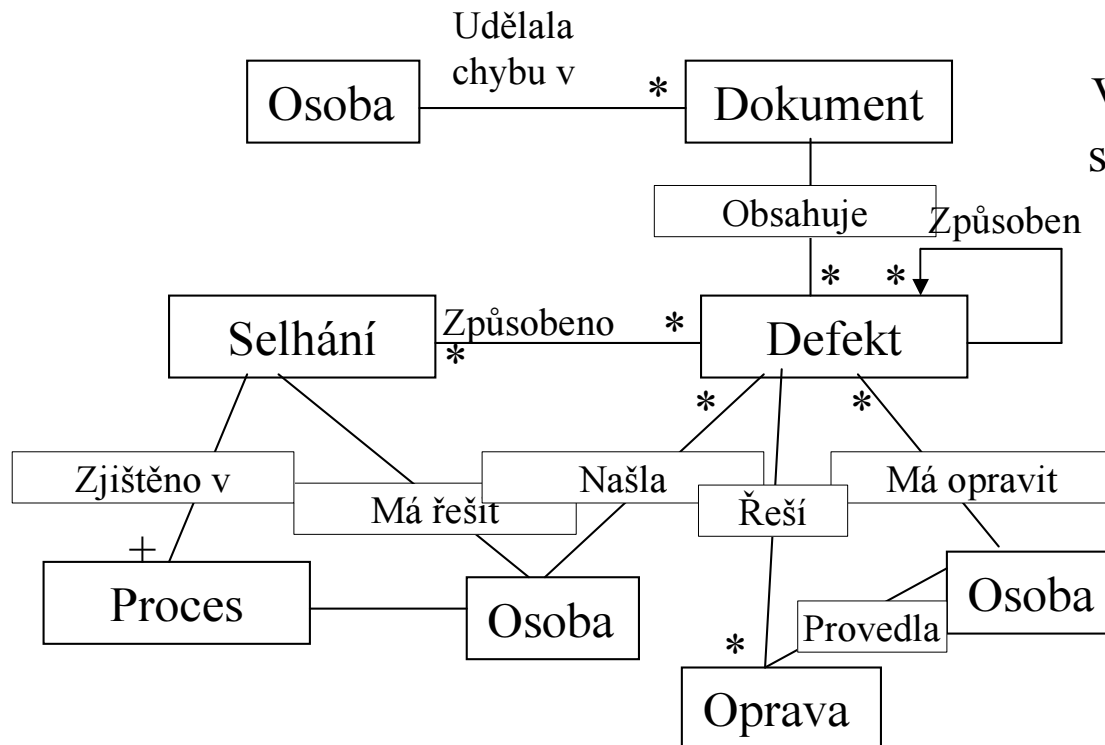 Udělala
chybu v
*
Osoba
Dokument
V
s
Obsahuje
Způsoben
*
*
Selhání
Způsobeno
*
*
Defekt
*
*
Zjištěno v
Má řešit
Našla
Řeší
Má opravit
+
Proces
Osoba
Osoba
Provedla
*
Oprava